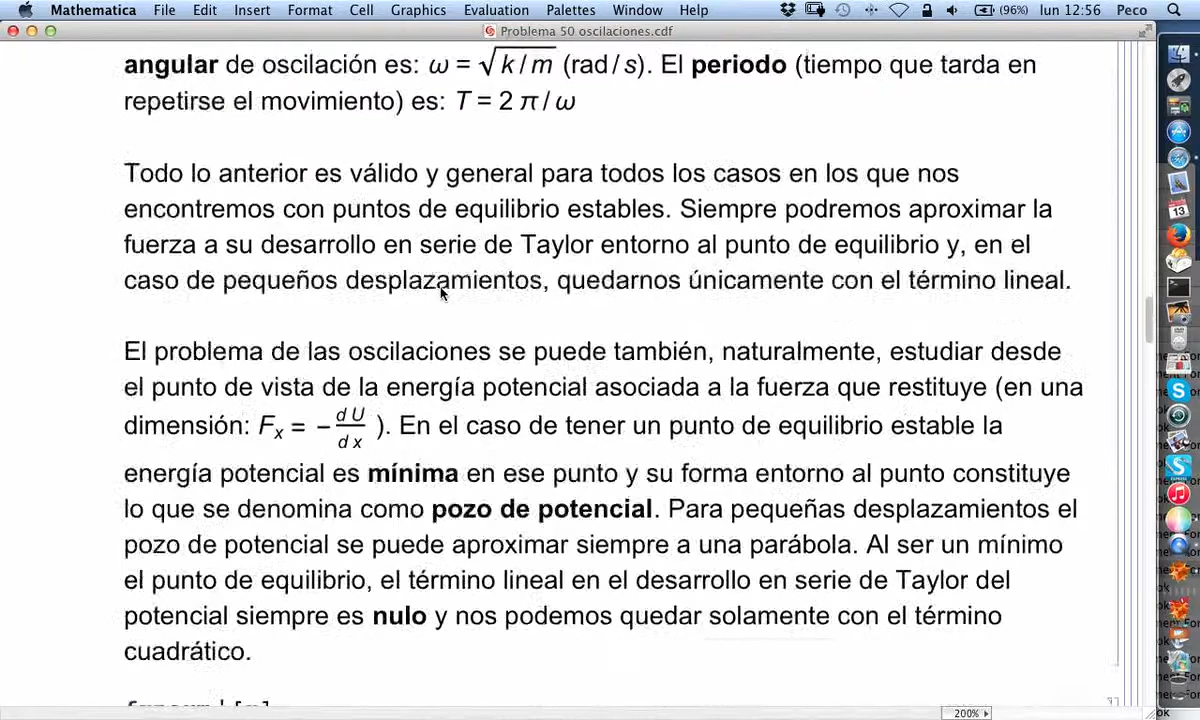 Mathematica File Edit Insert Format Cell Graphics Evaluation Palettes Window Help (96%) lun 12:56 Peco
Problema 50 oscilaciones.cdf
angular de oscilación es: ω = √k/m (rad/s). El periodo (tiempo que tarda en
repetirse el movimiento) es: T = 2 π/ω
Todo lo anterior es válido y general para todos los casos en los que nos
encontremos con puntos de equilibrio estables. Siempre podremos aproximar la
fuerza a su desarrollo en serie de Taylor entorno al punto de equilibrio y, en el
caso de pequeños desplazamientos, quedarnos únicamente con el término lineal.
El problema de las oscilaciones se puede también, naturalmente, estudiar desde
el punto de vista de la energía potencial asociada a la fuerza que restituye (en una
dimensión: Fx = -dU/dx ). En el caso de tener un punto de equilibrio estable la
energía potencial es mínima en ese punto y su forma entorno al punto constituye
lo que se denomina como pozo de potencial. Para pequeñas desplazamientos el
pozo de potencial se puede aproximar siempre a una parábola. Al ser un mínimo
el punto de equilibrio, el término lineal en el desarrollo en serie de Taylor del
potencial siempre es nulo y nos podemos quedar solamente con el término
cuadrático.
200%
13